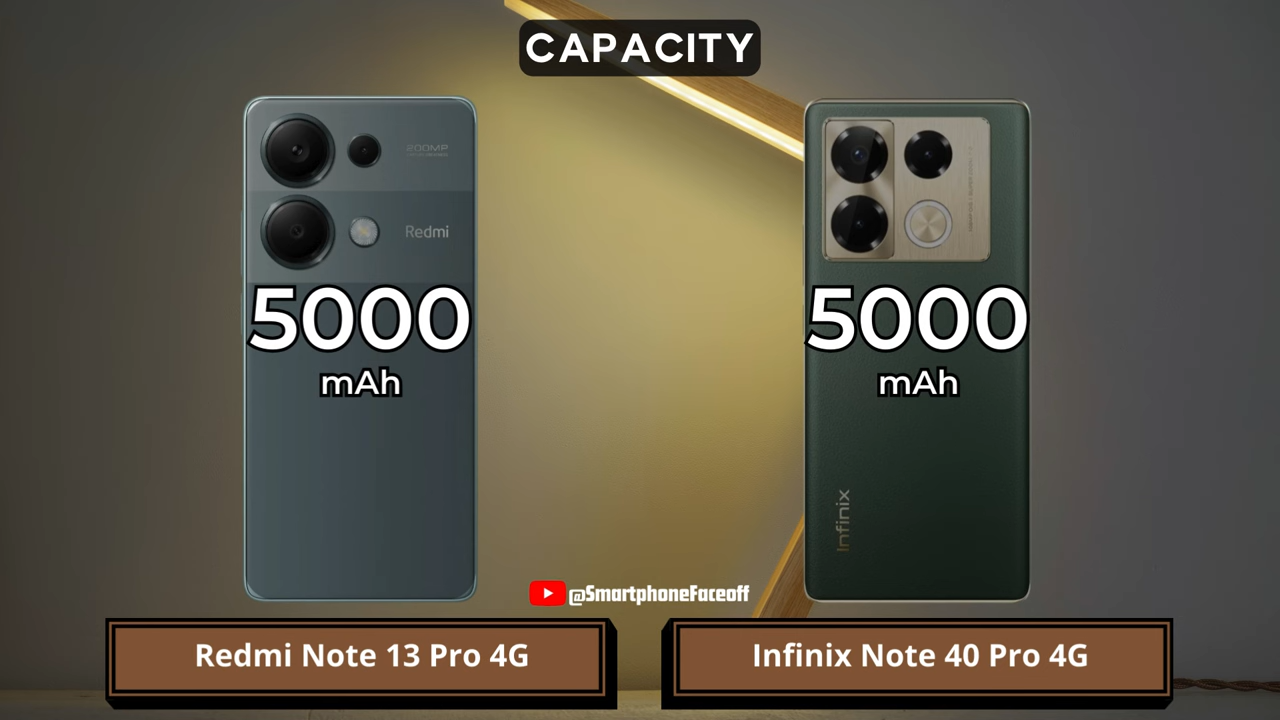 CAPACITY
200MP
Redmi
5000
mAh
5000
mAh
Infinix
@SmartphoneFaceoff
Redmi Note 13 Pro 4G
Infinix Note 40 Pro 4G